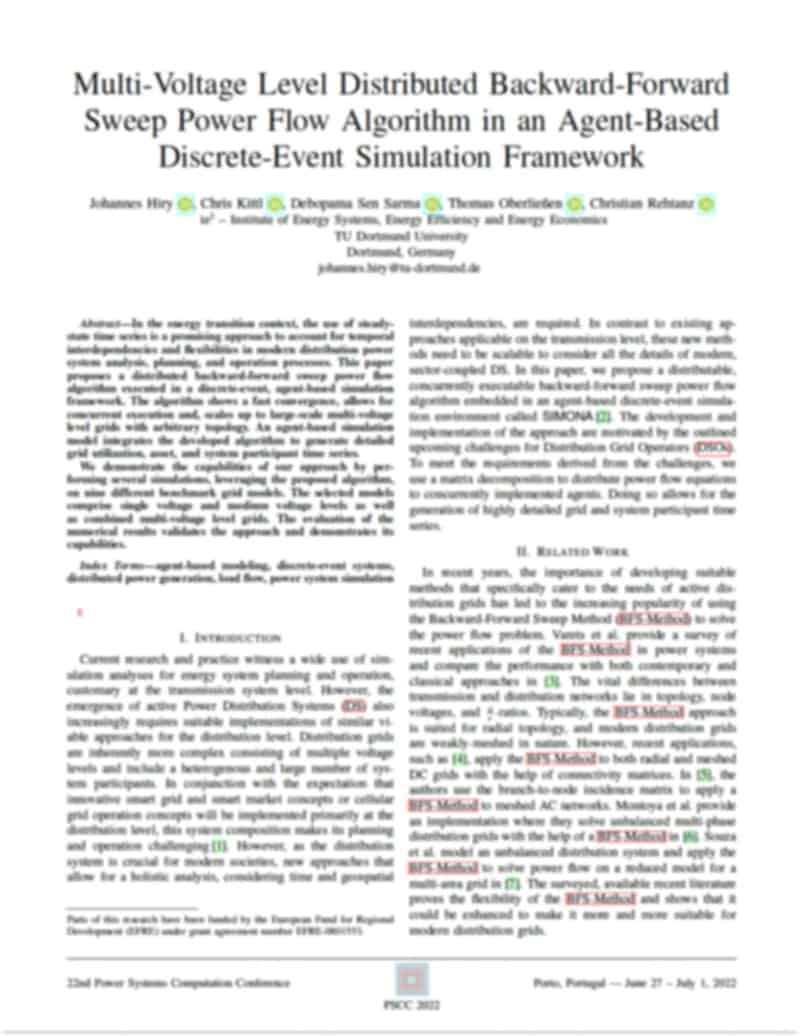 Multi-Voltage Level Distributed Backward-Forward
Sweep Power Flow Algorithm in an Agent-Based
Discrete-Event Simulation Framework
Johannes Hiry, Chris Kittl, Debopama Sen Sarma, Thomas Oberließen, Christian Rehtanz
ie³ – Institute of Energy Systems, Energy Efficiency and Energy Economics
TU Dortmund University
Dortmund, Germany
johannes.hiry@tu-dortmund.de
Abstract—In the energy transition context, the use of steady-
state time series is a promising approach to account for temporal
interdependencies and flexibilities in modern distribution power
system analysis, planning, and operation processes. This paper
proposes a distributed backward-forward sweep power flow
algorithm executed in a discrete-event, agent-based simulation
framework. The algorithm shows a fast convergence, allows for
concurrent execution and, scales up to large-scale multi-voltage
level grids with arbitrary topology. An agent-based simulation
model integrates the developed algorithm to generate detailed
grid utilization, asset, and system participant time series.
We demonstrate the capabilities of our approach by per-
forming several simulations, leveraging the proposed algorithm,
on nine different benchmark grid models. The selected models
comprise single voltage and medium voltage levels as well
as combined multi-voltage level grids. The evaluation of the
numerical results validates the approach and demonstrates its
capabilities.
Index Terms—agent-based modeling, discrete-event systems,
distributed power generation, load flow, power system simulation
I. INTRODUCTION
Current research and practice witness a wide use of sim-
ulation analyses for energy system planning and operation,
customary at the transmission system level. However, the
emergence of active Power Distribution Systems (DS) also
increasingly requires suitable implementations of similar vi-
able approaches for the distribution level. Distribution grids
are inherently more complex consisting of multiple voltage
levels and include a heterogenous and large number of sys-
tem participants. In conjunction with the expectation that
innovative smart grid and smart market concepts or cellular
grid operation concepts will be implemented primarily at the
distribution level, this system composition makes its planning
and operation challenging [1]. However, as the distribution
system is crucial for modern societies, new approaches that
allow for a holistic analysis, considering time and geospatial
Parts of this research have been funded by the European Fund for Regional
Development (EFRE) under grant agreement number
interdependencies, are required. In contrast to existing ap-
proaches applicable on the transmission level, these new meth-
ods need to be scalable to consider all the details of modern,
sector-coupled DS. In this paper, we propose a distributable,
concurrently executable backward-forward sweep power flow
algorithm embedded in an agent-based discrete-event simula-
tion environment called SIMONA [2]. The development and
implementation of the approach are motivated by the outlined
upcoming challenges for Distribution Grid Operators (DSOs).
To meet the requirements derived from the challenges, we
use a matrix decomposition to distribute power flow equations
to concurrently implemented agents. Doing so allows for the
generation of highly detailed grid and system participant time
series.
II. RELATED WORK
In recent years, the importance of developing suitable
methods that specifically cater to the needs of active dis-
tribution grids has led to the increasing popularity of using
the Backward-Forward Sweep Method (BFS-Method) to solve
the power flow problem. et al. provide a survey of
recent applications of the BFS-Method in power systems
and compare the performance with both contemporary and
classical approaches in [3]. The vital differences between
transmission and distribution networks lie in topology, node
voltages, and -ratios. Typically, the BFS-Method approach
is suited for radial topology, and modern distribution grids
are weakly-meshed in nature. However, recent applications,
such as [4], apply the BFS-Method to both radial and meshed
DC grids with the help of connectivity matrices. In [5], the
authors use the branch-to-node incidence matrix to apply a
BFS-Method to meshed AC networks. Montoya et al. provide
an implementation where they solve unbalanced multi-phase
distribution grids with the help of a BFS-Method in [6]. Souza
et al. model an unbalanced distribution system and apply the
BFS-Method to solve power flow on a reduced model for a
multi-area grid in [7]. The surveyed, available recent literature
proves the flexibility of the BFS-Method and shows that it
could be enhanced to make it more and more suitable for
modern distribution grids.
22nd Power Systems Computation Conference
PSCC 2022
Porto, Portugal — June 27 – July 1, 2022